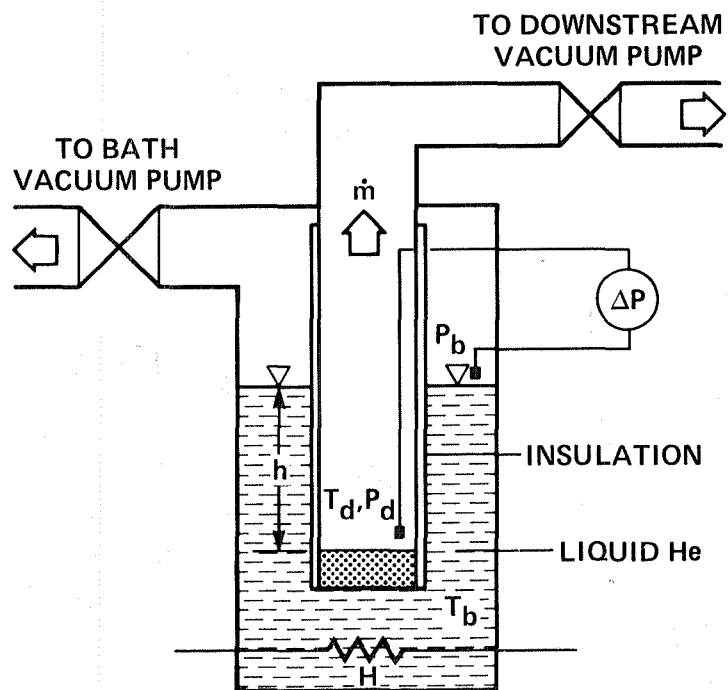 TO DOWNSTREAM
VACUUM PUMP
TO BATH
VACUUM PUMP
ṁ
ΔP
P_b
h
INSULATION
T_d, P_d
LIQUID He
T_b
H